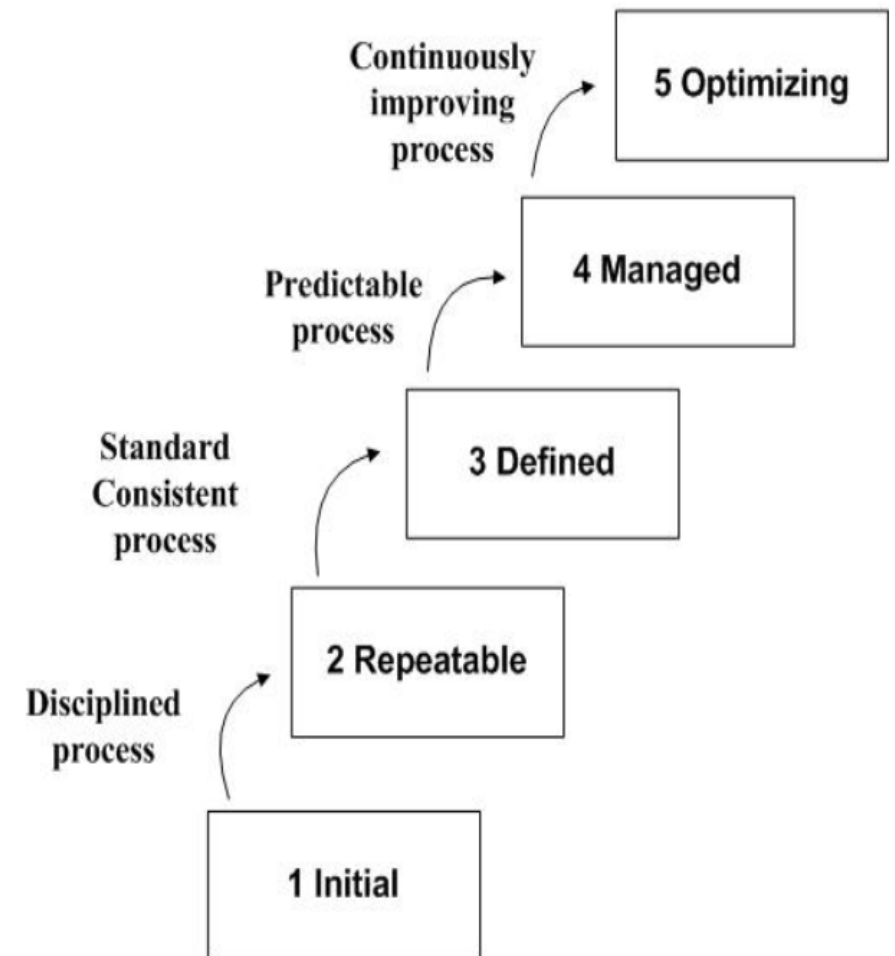 Continuously
improving
process
5 Optimizing
Predictable
process
4 Managed
Standard
Consistent
process
3 Defined
Disciplined
process
2 Repeatable
1 Initial